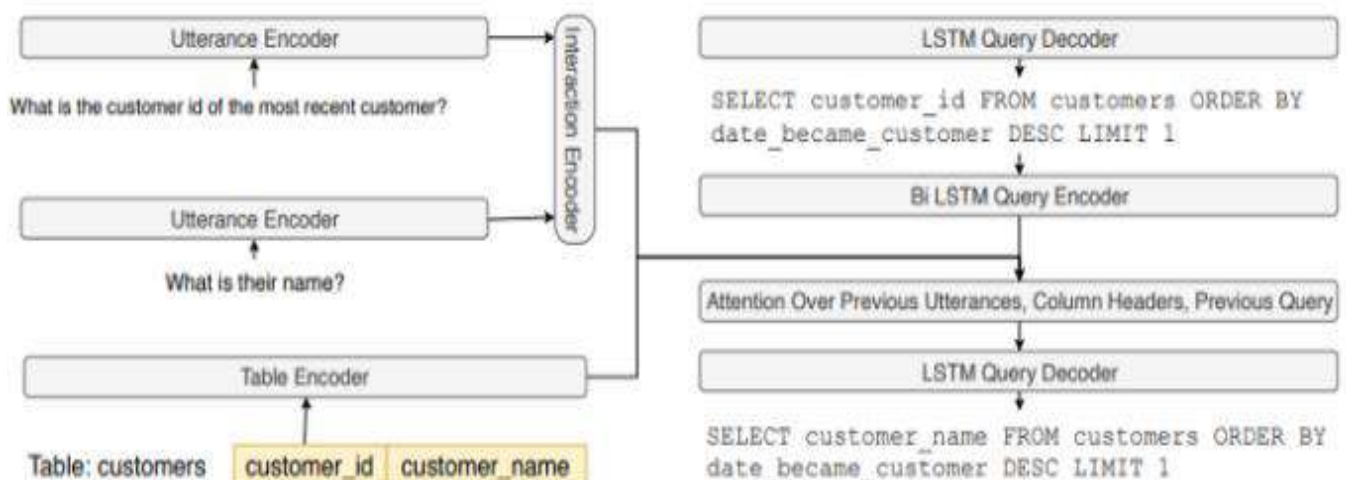 Utterance Encoder
What is the customer id of the most recent customer?
Utterance Encoder
What is their name?
Interaction Encoder
Table Encoder
Table: customers customer_id customer_name
LSTM Query Decoder
SELECT customer_id FROM customers ORDER BY
date_became_customer DESC LIMIT 1
Bi LSTM Query Encoder
Attention Over Previous Utterances, Column Headers, Previous Query
LSTM Query Decoder
SELECT customer_name FROM customers ORDER BY
date_became_customer DESC LIMIT 1